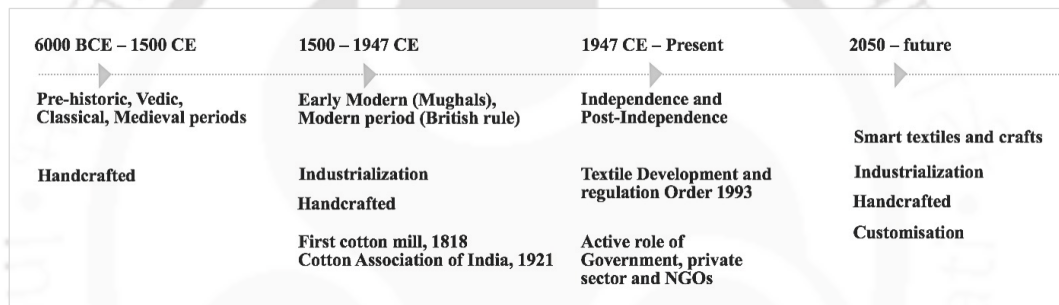 6000 BCE – 1500 CE
Pre-historic, Vedic,
Classical, Medieval periods
Handcrafted
1500 – 1947 CE
Early Modern (Mughals),
Modern period (British rule)
Industrialization
Handcrafted
First cotton mill, 1818
Cotton Association of India, 1921
1947 CE – Present
Independence and
Post-Independence
Textile Development and
regulation Order 1993
Active role of
Government, private
sector and NGOs
2050 – future
Smart textiles and crafts
Industrialization
Handcrafted
Customisation